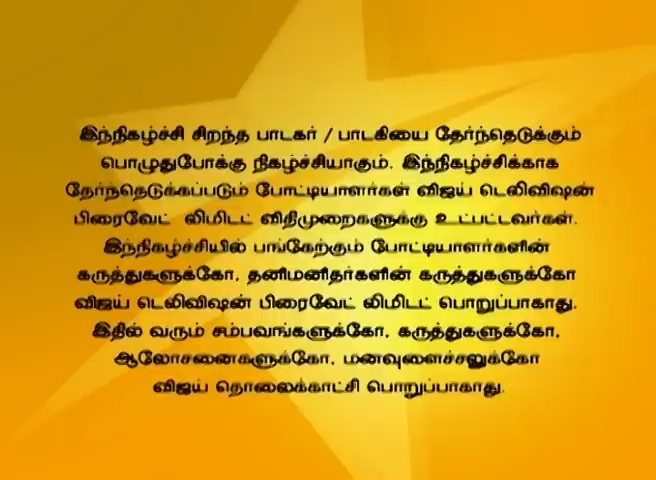 இந்நிகழ்ச்சி சிறந்த பாடகர் / பாடகியை தேர்ந்தெடுக்கும்
பொழுதுபோக்கு நிகழ்ச்சியாகும். இந்நிகழ்ச்சிக்காக
தேர்ந்தெடுக்கப்படும் போட்டியாளர்கள் விஜய் டெலிவிஷன்
பிரைவேட் லிமிடட் விதிமுறைகளுக்கு உட்பட்டவர்கள்.
இந்நிகழ்ச்சியில் பங்கேற்கும் போட்டியாளர்களின்
கருத்துகளுக்கோ, தனிமனிதர்களின் கருத்துகளுக்கோ
விஜய் டெலிவிஷன் பிரைவேட் லிமிடட் பொறுப்பாகாது.
இதில் வரும் சம்பவங்களுக்கோ, கருத்துகளுக்கோ,
ஆலோசனைகளுக்கோ, மனவுளைச்சலுக்கோ
விஜய் தொலைக்காட்சி பொறுப்பாகாது.